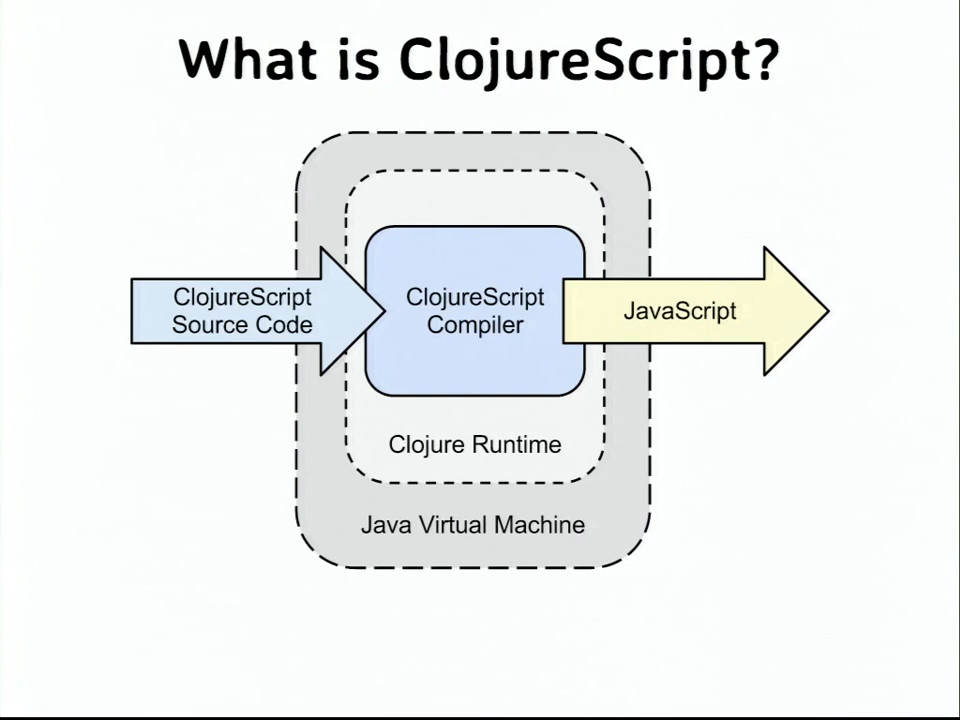 What is ClojureScript?
ClojureScript
Source Code
ClojureScript
Compiler
JavaScript
Clojure Runtime
Java Virtual Machine